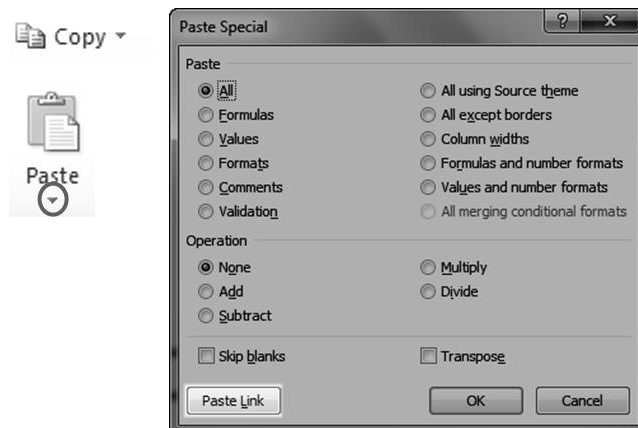 Copy
Paste
Paste Special
?
X
Paste
All
All using Source theme
Formulas
All except borders
Values
Column widths
Formats
Formulas and number formats
Comments
Values and number formats
Validation
All merging conditional formats
Operation
None
Multiply
Add
Divide
Subtract
Skip blanks
Transpose
Paste Link
OK
Cancel